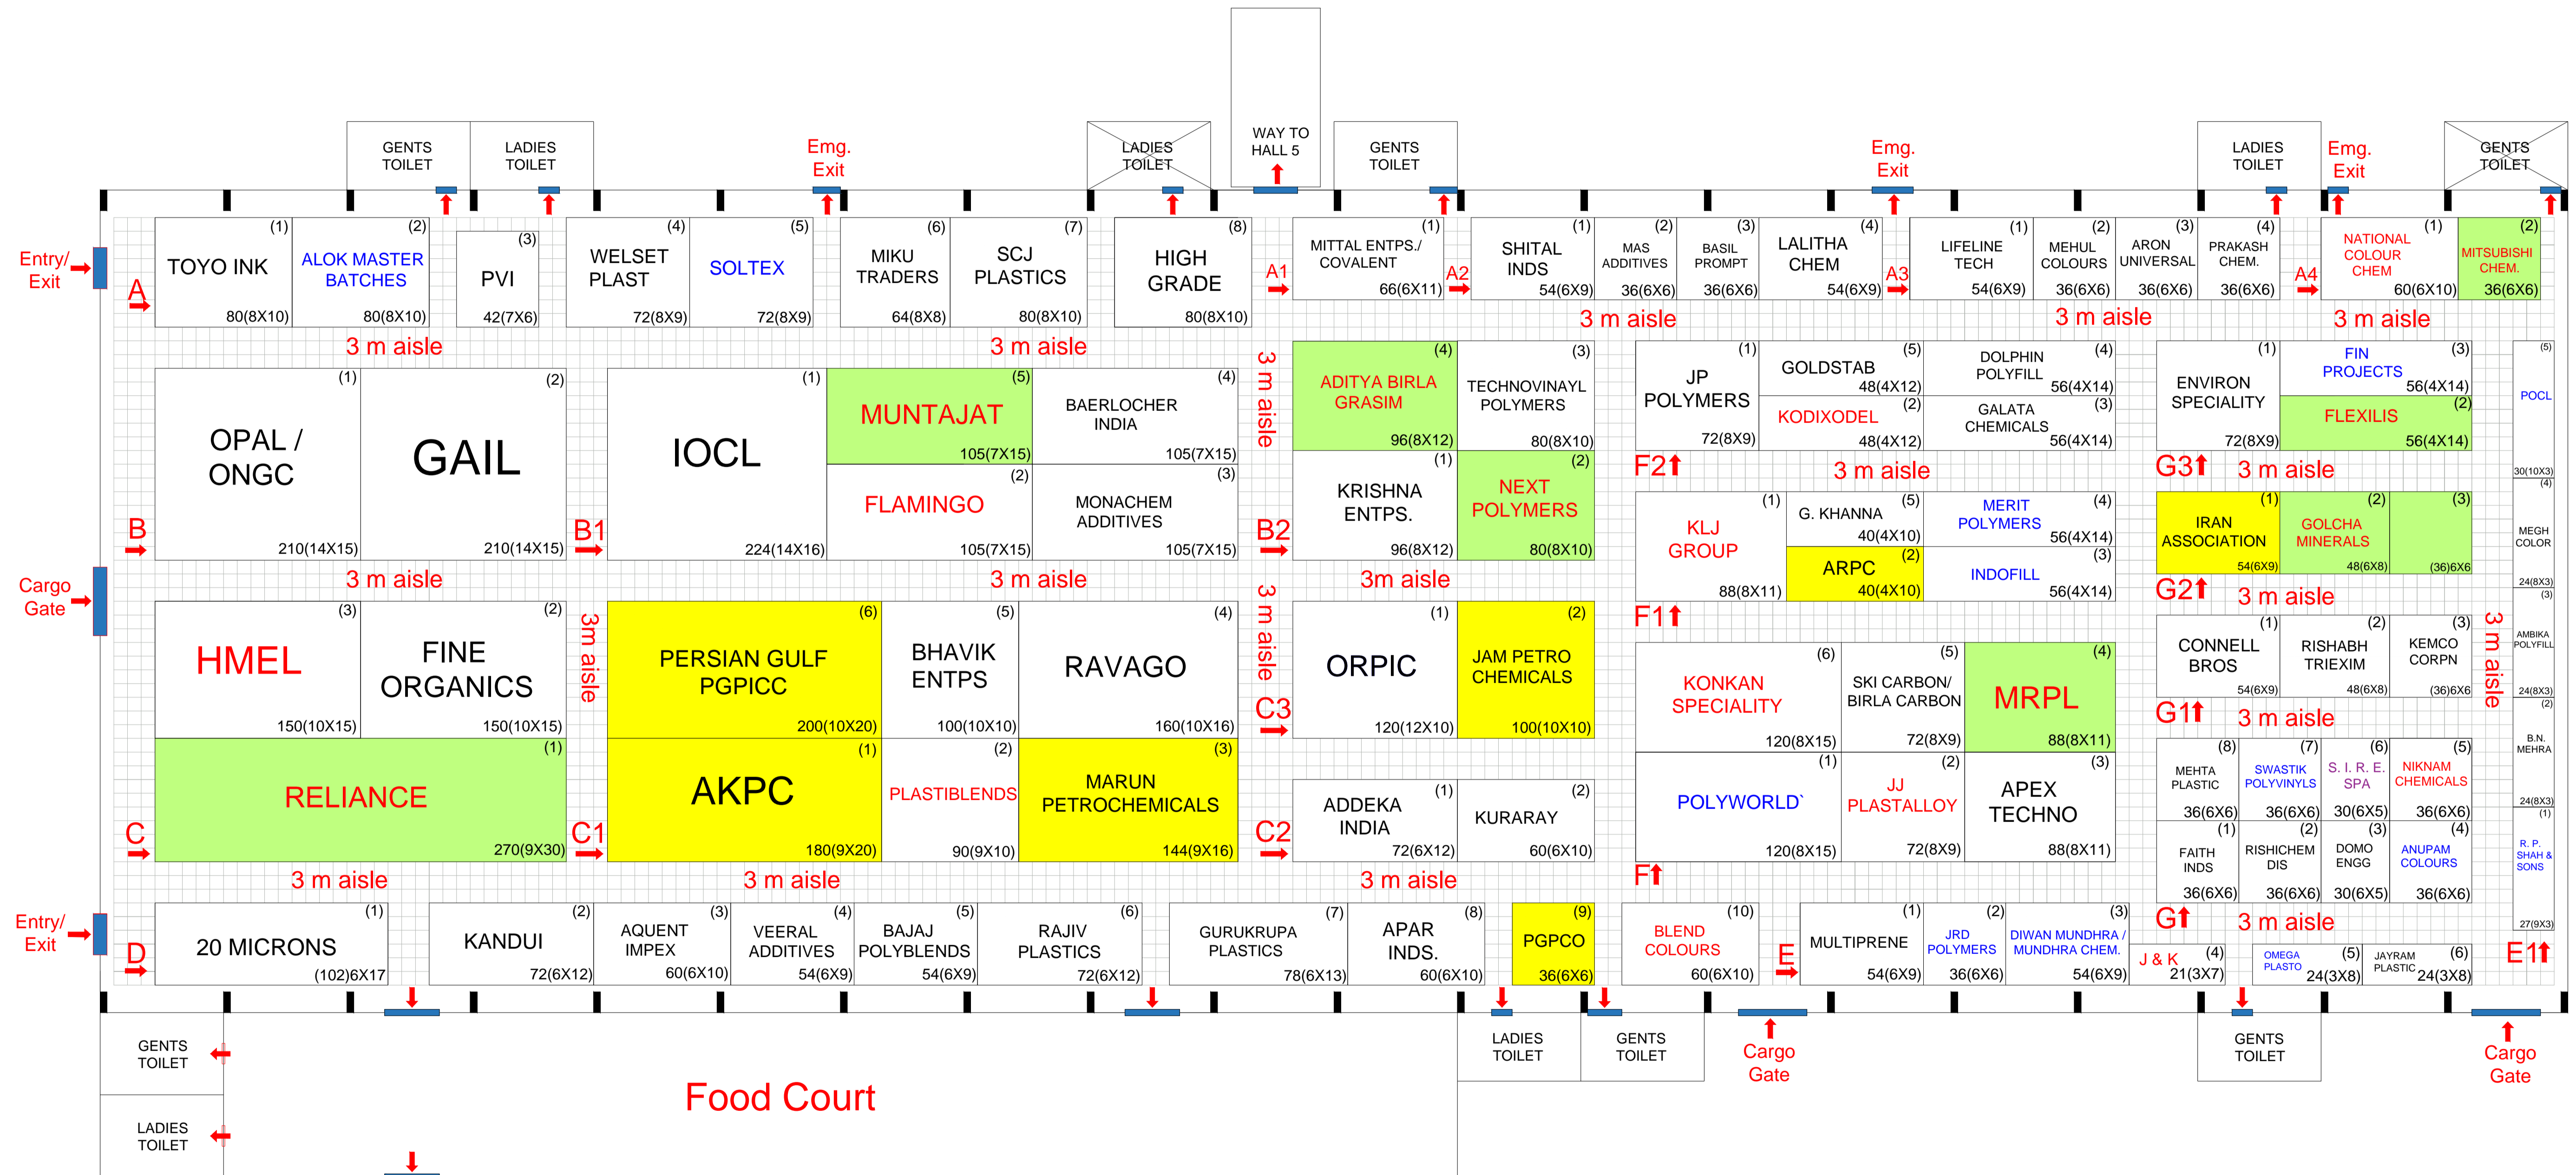 WAY TO
HALL 5
GENTS
TOILET
LADIES
TOILET
Emg.
Exit
LADIES
TOILET
GENTS
TOILET
Emg.
Exit
LADIES
TOILET
Emg.
Exit
GENTS
TOILET
Entry/
Exit
A
(1)
TOYO INK
80(8X10)
(2)
ALOK MASTER
BATCHES
80(8X10)
(3)
PVI
42(7X6)
(4)
WELSET
PLAST
72(8X9)
(5)
SOLTEX
72(8X9)
(6)
MIKU
TRADERS
64(8X8)
(7)
SCJ
PLASTICS
80(8X10)
(8)
HIGH
GRADE
80(8X10)
A1
(1)
MITTAL ENTPS./
COVALENT
66(6X11)
A2
(1)
SHITAL
INDS
54(6X9)
(2)
MAS
ADDITIVES
36(6X6)
(3)
BASIL
PROMPT
36(6X6)
(4)
LALITHA
CHEM
54(6X9)
A3
(1)
LIFELINE
TECH
54(6X9)
(2)
MEHUL
COLOURS
36(6X6)
(3)
ARON
UNIVERSAL
36(6X6)
(4)
PRAKASH
CHEM.
36(6X6)
A4
(1)
NATIONAL
COLOUR
CHEM
60(6X10)
(2)
MITSUBISHI
CHEM.
36(6X6)
3 m aisle
3 m aisle
3 m aisle
3 m aisle
3 m aisle
B
(1)
OPAL /
ONGC
210(14X15)
(2)
GAIL
210(14X15)
B1
(1)
IOCL
224(14X16)
(5)
MUNTAJAT
105(7X15)
(4)
BAERLOCHER
INDIA
105(7X15)
(2)
FLAMINGO
105(7X15)
(3)
MONACHEM
ADDITIVES
105(7X15)
3 m aisle
B2
(4)
ADITYA BIRLA
GRASIM
96(8X12)
(3)
TECHNOVINAYL
POLYMERS
80(8X10)
(1)
KRISHNA
ENTPS.
96(8X12)
(2)
NEXT
POLYMERS
80(8X10)
(1)
JP
POLYMERS
72(8X9)
(5)
GOLDSTAB
48(4X12)
(4)
DOLPHIN
POLYFILL
56(4X14)
(2)
KODIXODEL
48(4X12)
(3)
GALATA
CHEMICALS
56(4X14)
F2
3 m aisle
(1)
ENVIRON
SPECIALITY
72(8X9)
(3)
FIN
PROJECTS
56(4X14)
(2)
FLEXILIS
56(4X14)
G3
3 m aisle
(5)
POCL
30(10X3)
(1)
KLJ
GROUP
88(8X11)
(5)
G. KHANNA
40(4X10)
(4)
MERIT
POLYMERS
56(4X14)
(2)
ARPC
40(4X10)
(3)
INDOFILL
56(4X14)
F1
(1)
IRAN
ASSOCIATION
54(6X9)
(2)
GOLCHA
MINERALS
48(6X8)
(3)
(36)6X6
G2
3 m aisle
(4)
MEGH
COLOR
24(8X3)
Cargo
Gate
3 m aisle
3 m aisle
3m aisle
(3)
HMEL
150(10X15)
(2)
FINE
ORGANICS
150(10X15)
3m aisle
(6)
PERSIAN GULF
PGPICC
200(10X20)
(5)
BHAVIK
ENTPS
100(10X10)
(4)
RAVAGO
160(10X16)
3 m aisle
C3
(1)
ORPIC
120(12X10)
(2)
JAM PETRO
CHEMICALS
100(10X10)
(6)
KONKAN
SPECIALITY
120(8X15)
(5)
SKI CARBON/
BIRLA CARBON
72(8X9)
(4)
MRPL
88(8X11)
(1)
CONNELL
BROS
54(6X9)
(2)
RISHABH
TRIEXIM
48(6X8)
(3)
KEMCO
CORPN
(36)6X6
G1
3 m aisle
3 m aisle
(3)
AMBIKA
POLYFILL
24(8X3)
(2)
B.N.
MEHRA
24(8X3)
C
(1)
RELIANCE
270(9X30)
C1
(1)
AKPC
180(9X20)
(2)
PLASTIBLENDS
90(9X10)
(3)
MARUN
PETROCHEMICALS
144(9X16)
C2
(1)
ADDEKA
INDIA
72(6X12)
(2)
KURARAY
60(6X10)
(1)
POLYWORLD`
120(8X15)
(2)
JJ
PLASTALLOY
72(8X9)
(3)
APEX
TECHNO
88(8X11)
F
(8)
MEHTA
PLASTIC
36(6X6)
(7)
SWASTIK
POLYVINYLS
36(6X6)
(6)
S. I. R. E.
SPA
30(6X5)
(5)
NIKNAM
CHEMICALS
36(6X6)
(1)
FAITH
INDS
36(6X6)
(2)
RISHICHEM
DIS
36(6X6)
(3)
DOMO
ENGG
30(6X5)
(4)
ANUPAM
COLOURS
36(6X6)
G
3 m aisle
(1)
R. P.
SHAH &
SONS
27(9X3)
3 m aisle
3 m aisle
3 m aisle
Entry/
Exit
D
(1)
20 MICRONS
(102)6X17
(2)
KANDUI
72(6X12)
(3)
AQUENT
IMPEX
60(6X10)
(4)
VEERAL
ADDITIVES
54(6X9)
(5)
BAJAJ
POLYBLENDS
54(6X9)
(6)
RAJIV
PLASTICS
72(6X12)
(7)
GURUKRUPA
PLASTICS
78(6X13)
(8)
APAR
INDS.
60(6X10)
(9)
PGPCO
36(6X6)
(10)
BLEND
COLOURS
60(6X10)
E
(1)
MULTIPRENE
54(6X9)
(2)
JRD
POLYMERS
36(6X6)
(3)
DIWAN MUNDHRA /
MUNDHRA CHEM.
54(6X9)
(4)
J & K
21(3X7)
(5)
OMEGA
PLASTO
24(3X8)
(6)
JAYRAM
PLASTIC
24(3X8)
E1
GENTS
TOILET
LADIES
TOILET
Food Court
LADIES
TOILET
GENTS
TOILET
Cargo
Gate
GENTS
TOILET
Cargo
Gate